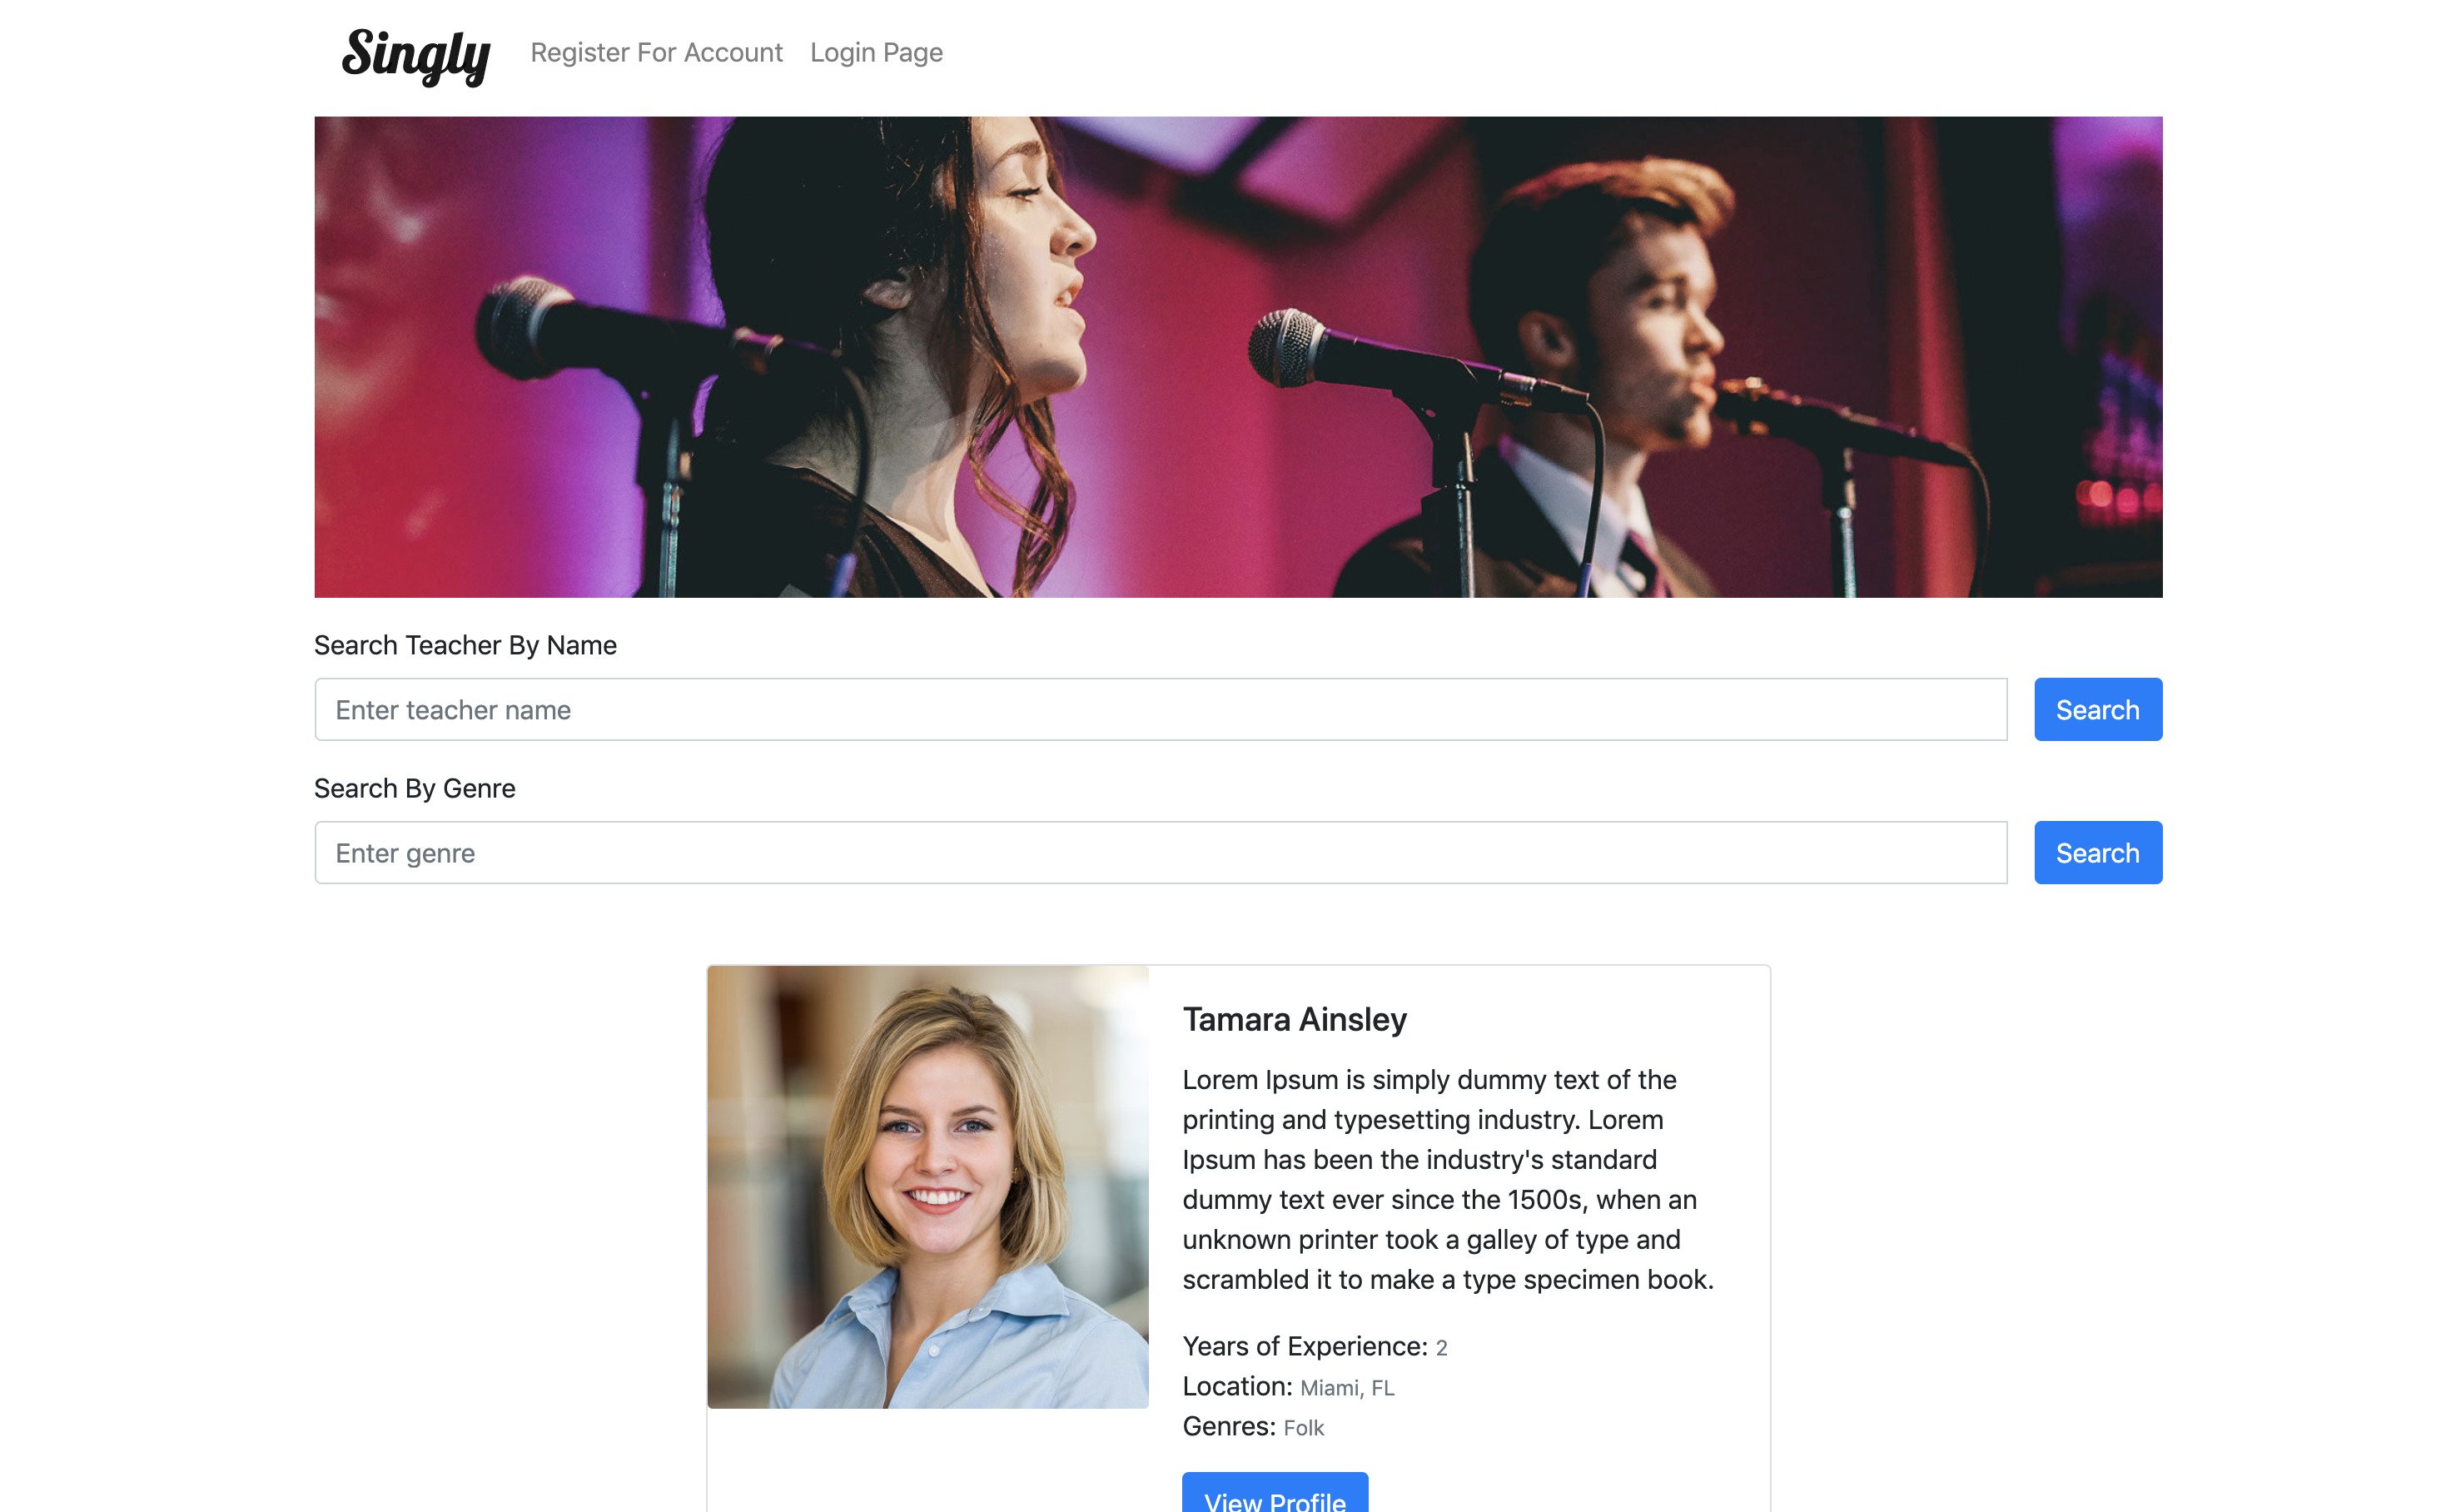 Singly Register For Account Login Page
Search Teacher By Name
Enter teacher name Search
Search By Genre
Enter genre Search
Tamara Ainsley
Lorem Ipsum is simply dummy text of the
printing and typesetting industry. Lorem
Ipsum has been the industry's standard
dummy text ever since the 1500s, when an
unknown printer took a galley of type and
scrambled it to make a type specimen book.
Years of Experience: 2
Location: Miami, FL
Genres: Folk
View Profile